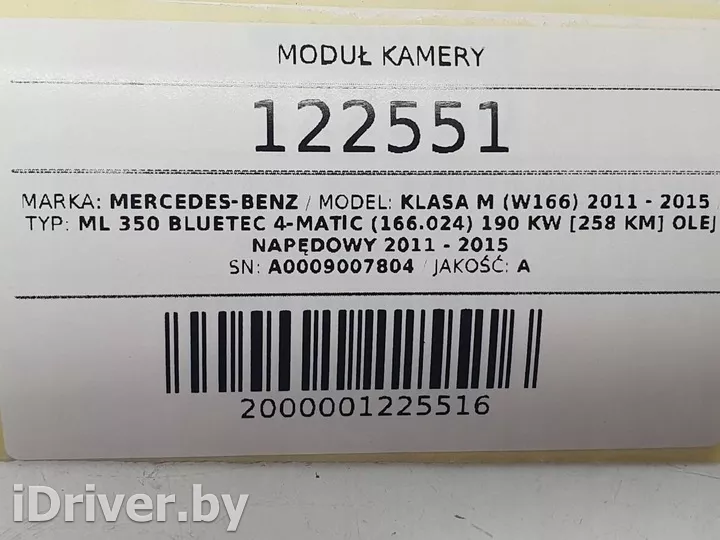 MODUŁ KAMERY
122551
MARKA: MERCEDES-BENZ / MODEL: KLASA M (W166) 2011 - 2015 /
TYP: ML 350 BLUETEC 4-MATIC (166.024) 190 KW [258 KM] OLEJ
NAPĘDOWY 2011 - 2015
SN: A0009007804 / JAKOŚĆ: A
2000001225516
iDriver.by